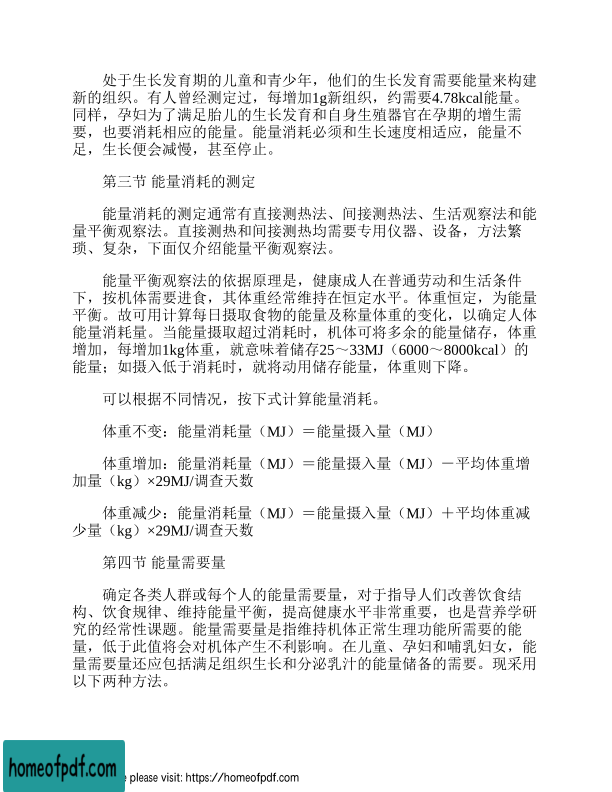 处于生长发育期的儿童和青少年，他们的生长发育需要能量来构建
新的组织。有人曾经测定过，每增加1g新组织，约需要4.78kcal能量。
同样，孕妇为了满足胎儿的生长发育和自身生殖器官在孕期的增生需
要，也要消耗相应的能量。能量消耗必须和生长速度相适应，能量不
足，生长便会减慢，甚至停止。
第三节 能量消耗的测定
能量消耗的测定通常有直接测热法、间接测热法、生活观察法和能
量平衡观察法。直接测热和间接测热均需要专用仪器、设备，方法繁
琐、复杂，下面仅介绍能量平衡观察法。
能量平衡观察法的依据原理是，健康成人在普通劳动和生活条件
下，按机体需要进食，其体重经常维持在恒定水平。体重恒定，为能量
平衡。故可用计算每日摄取食物的能量及称量体重的变化，以确定人体
能量消耗量。当能量摄取超过消耗时，机体可将多余的能量储存，体重
增加，每增加1kg体重，就意味着储存25～33MJ（6000～8000kcal）的
能量；如摄入低于消耗时，就将动用储存能量，体重则下降。
可以根据不同情况，按下式计算能量消耗。
体重不变：能量消耗量（MJ）＝能量摄入量（MJ）
体重增加：能量消耗量（MJ）＝能量摄入量（MJ）－平均体重增
加量（kg）×29MJ/调查天数
体重减少：能量消耗量（MJ）＝能量摄入量（MJ）＋平均体重减
少量（kg）×29MJ/调查天数
第四节 能量需要量
确定各类人群或每个人的能量需要量，对于指导人们改善饮食结
构、饮食规律、维持能量平衡，提高健康水平非常重要，也是营养学研
究的经常性课题。能量需要量是指维持机体正常生理功能所需要的能
量，低于此值将会对机体产生不利影响。在儿童、孕妇和哺乳妇女，能
量需要量还应包括满足组织生长和分泌乳汁的能量储备的需要。现采用
以下两种方法。
homeofpdf.com
please visit: https://homeofpdf.com